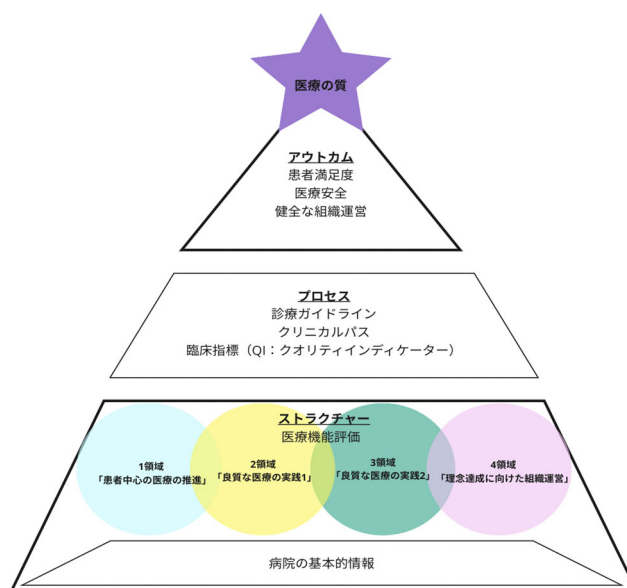 医療の質
アウトカム
患者満足度
医療安全
健全な組織運営
プロセス
診療ガイドライン
クリニカルパス
臨床指標（QI：クオリティインディケーター）
ストラクチャー
医療機能評価
1領域
「患者中心の医療の推進」
2領域
「良質な医療の実践1」
3領域
「良質な医療の実践2」
4領域
「理念達成に向けた組織運営」
病院の基本的情報